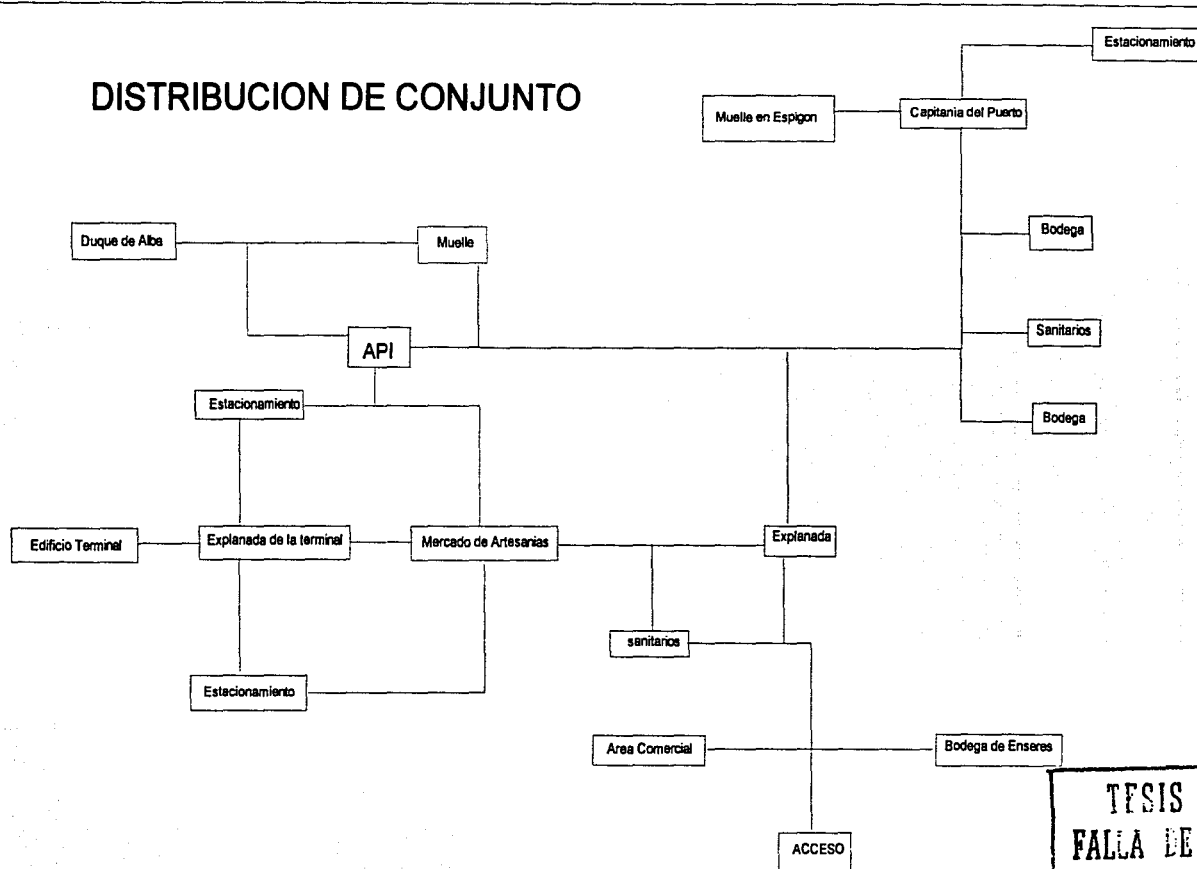 Estacionamiento
DISTRIBUCION DE CONJUNTO
Muelle en Espigon
Capitania del Puerto
Duque de Alba
Muelle
Bodega
API
Sanitarios
Estacionamiento
Bodega
Edificio Terminal
Explanada de la terminal
Mercado de Artesanias
Explanada
sanitarios
Estacionamiento
Area Comercial
Bodega de Enseres
TESIS
FALLA DE
ACCESO